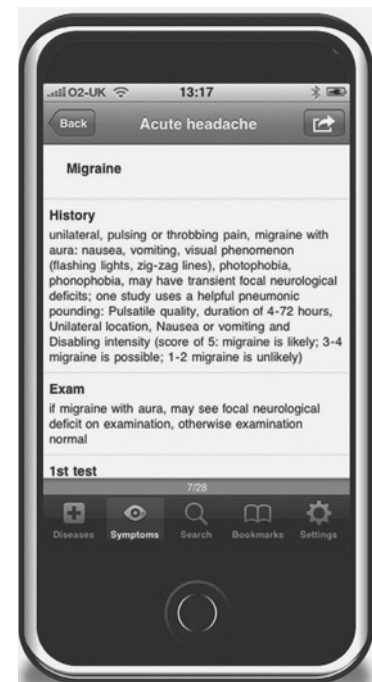 O2-UK 13:17
Back Acute headache
Migraine
History
unilateral, pulsing or throbbing pain, migraine with
aura: nausea, vomiting, visual phenomenon
(flashing lights, zig-zag lines), photophobia,
phonophobia, may have transient focal neurological
deficits; one study uses a helpful pneumonic
pounding: Pulsatile quality, duration of 4-72 hours,
Unilateral location, Nausea or vomiting and
Disabling intensity (score of 5: migraine is likely; 3-4
migraine is possible; 1-2 migraine is unlikely)
Exam
if migraine with aura, may see focal neurological
deficit on examination, otherwise examination
normal
1st test
7/28
Diseases Symptoms Search Bookmarks Settings